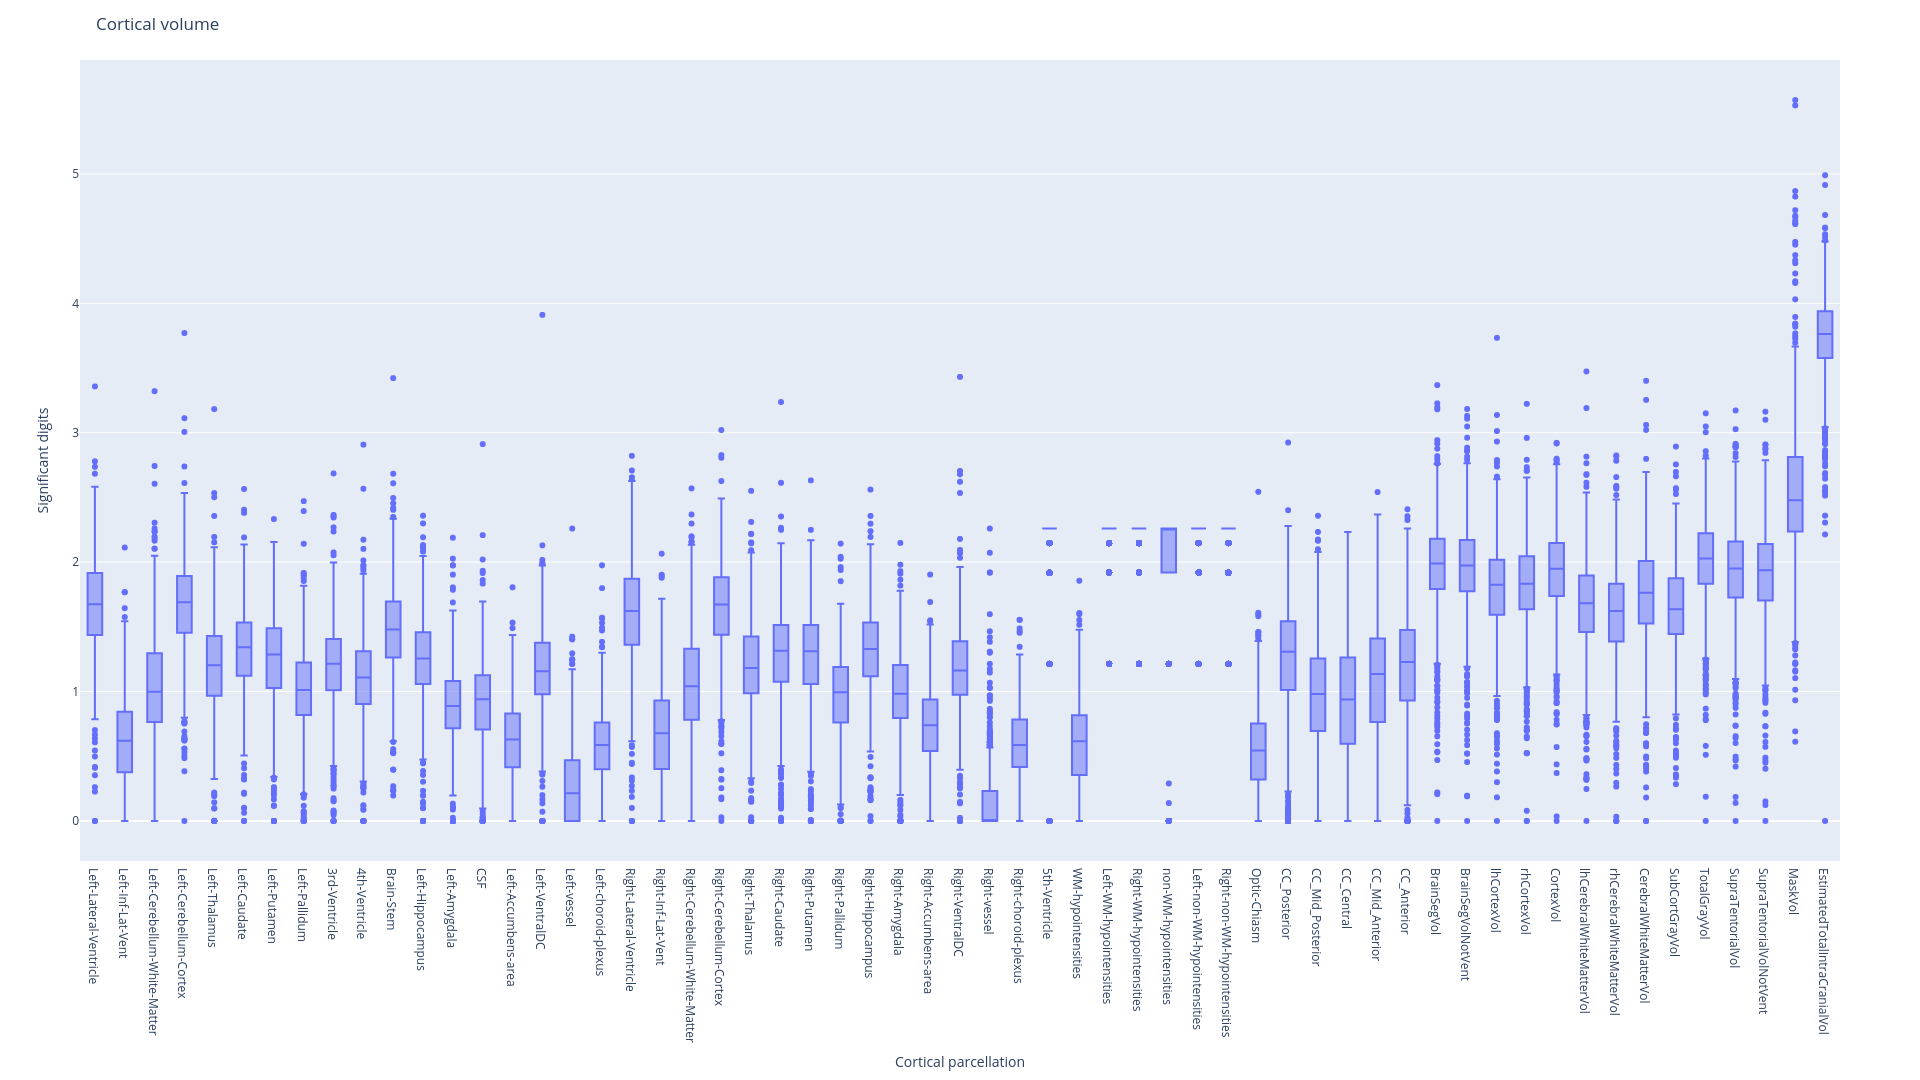 Cortical volume
Significant digits
5
4
3
2
1
0
Left-Lateral-Ventricle
Left-Inf-Lat-Vent
Left-Cerebellum-White-Matter
Left-Cerebellum-Cortex
Left-Thalamus
Left-Caudate
Left-Putamen
Left-Pallidum
3rd-Ventricle
4th-Ventricle
Brain-Stem
Left-Hippocampus
Left-Amygdala
CSF
Left-Accumbens-area
Left-VentralDC
Left-vessel
Left-choroid-plexus
Right-Lateral-Ventricle
Right-Inf-Lat-Vent
Right-Cerebellum-White-Matter
Right-Cerebellum-Cortex
Right-Thalamus
Right-Caudate
Right-Putamen
Right-Pallidum
Right-Hippocampus
Right-Amygdala
Right-Accumbens-area
Right-VentralDC
Right-vessel
Right-choroid-plexus
5th-Ventricle
WM-hypointensities
Left-WM-hypointensities
Right-WM-hypointensities
non-WM-hypointensities
Left-non-WM-hypointensities
Right-non-WM-hypointensities
Optic-Chiasm
CC_Posterior
CC_Mid_Posterior
CC_Central
CC_Mid_Anterior
CC_Anterior
BrainSegVol
BrainSegVolNotVent
lhCortexVol
rhCortexVol
CortexVol
lhCerebralWhiteMatterVol
rhCerebralWhiteMatterVol
CerebralWhiteMatterVol
SubCortGrayVol
TotalGrayVol
SupraTentorialVol
SupraTentorialVolNotVent
MaskVol
EstimatedTotalIntraCranialVol
Cortical parcellation